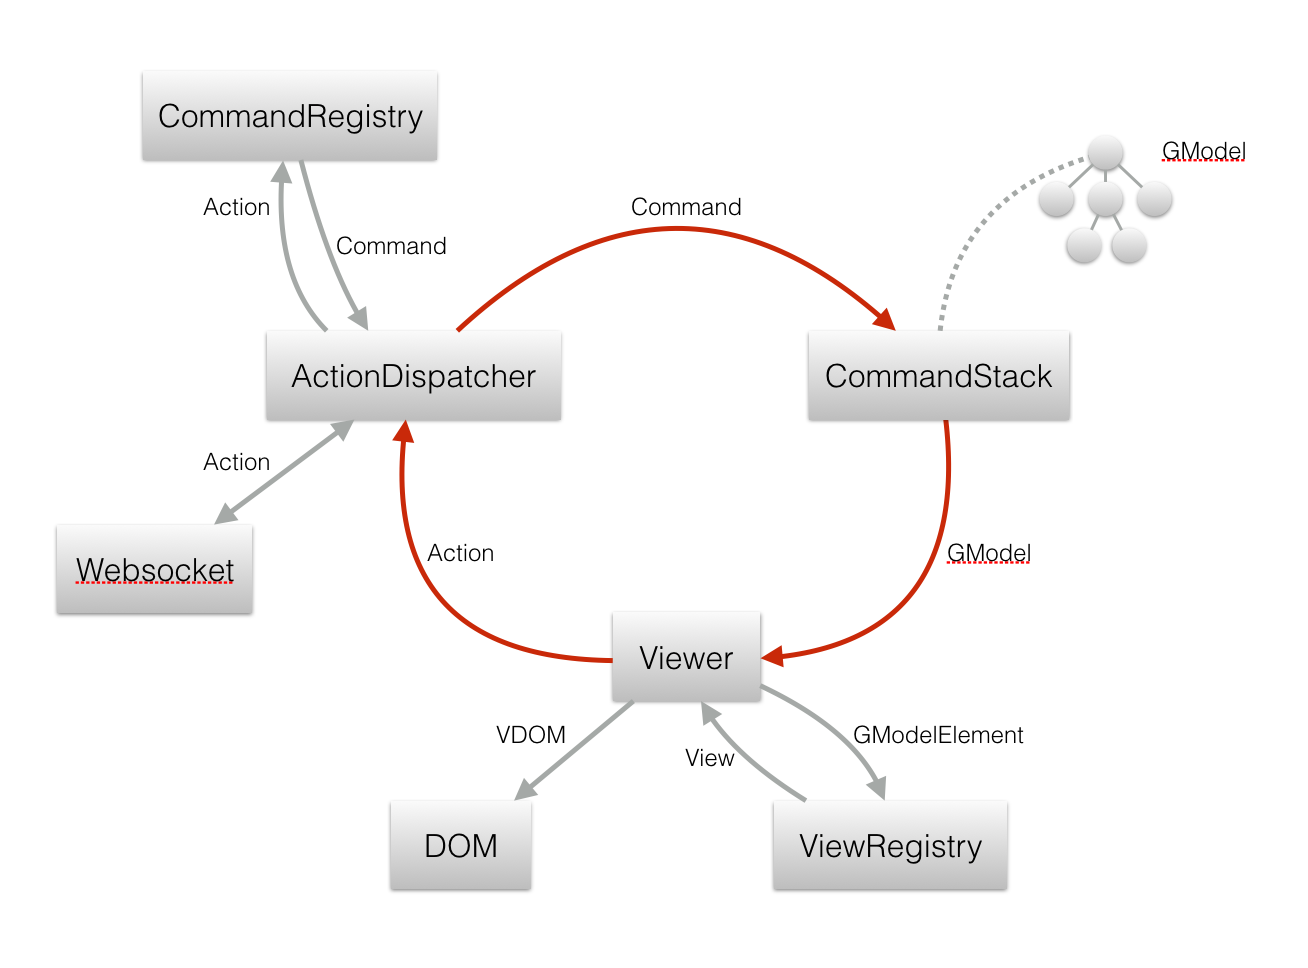 CommandRegistry
GModel
Action
Command
Command
ActionDispatcher
CommandStack
Action
Websocket
Action
GModel
Viewer
VDOM
GModelElement
View
DOM
ViewRegistry